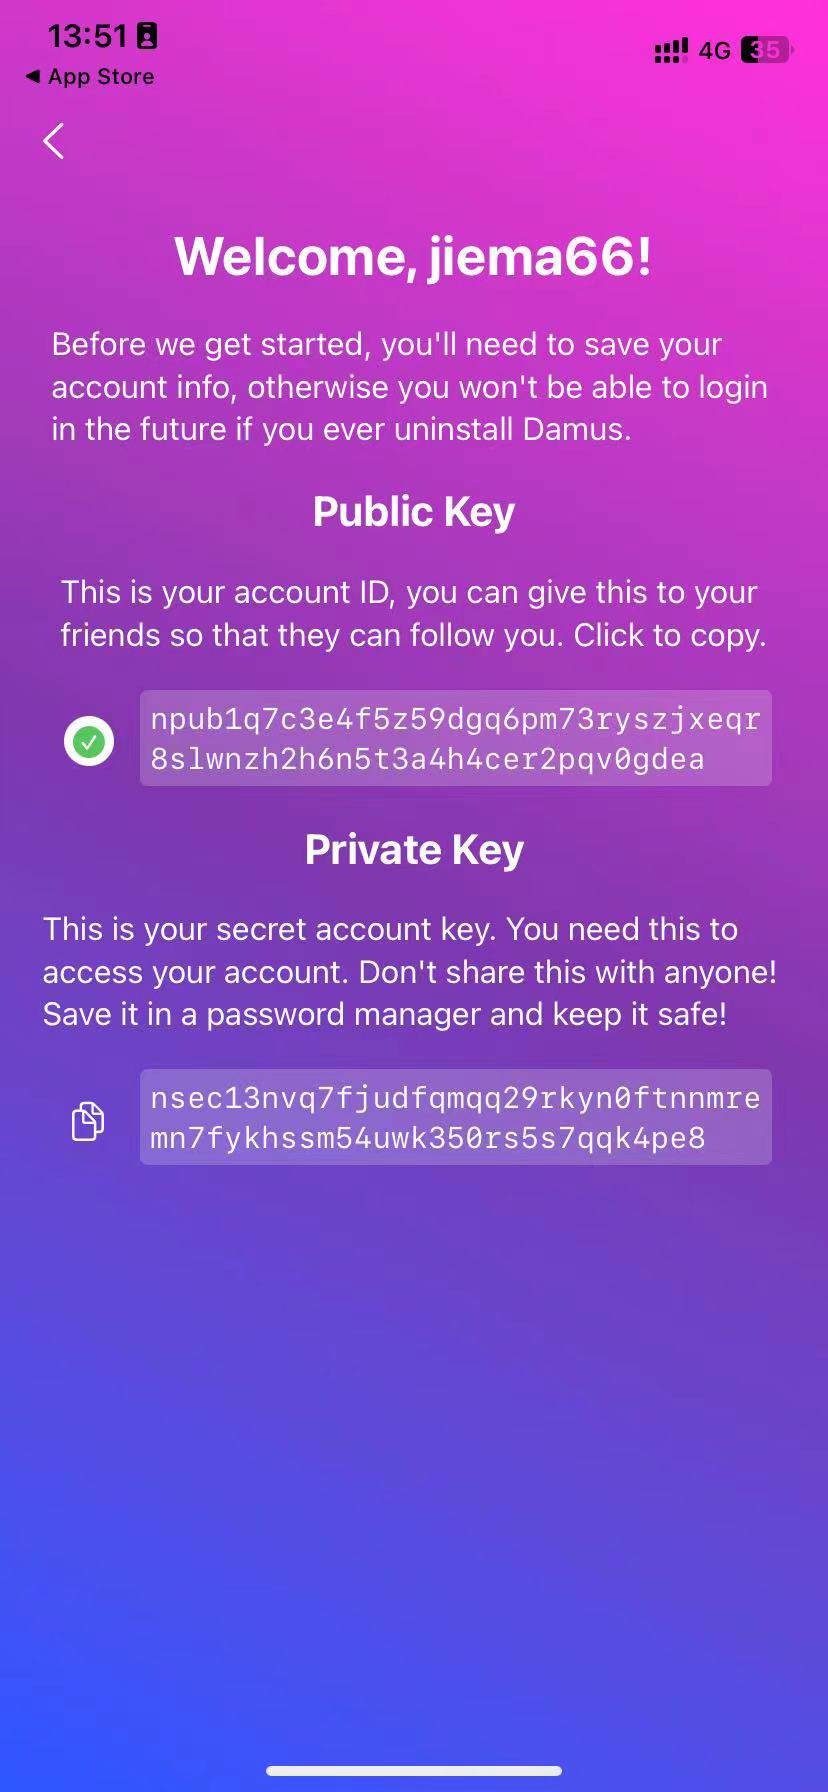 13:51
4G 35
◀ App Store
Welcome, jiema66!
Before we get started, you'll need to save your
account info, otherwise you won't be able to login
in the future if you ever uninstall Damus.
Public Key
This is your account ID, you can give this to your
friends so that they can follow you. Click to copy.
npub1q7c3e4f5z59dgq6pm73ryszjxeqr
8slwnzh2h6n5t3a4h4cer2pqv0gdea
Private Key
This is your secret account key. You need this to
access your account. Don't share this with anyone!
Save it in a password manager and keep it safe!
nsec13nvq7fjudfqmqq29rkyn0ftnnmre
mn7fykhssm54uwk350rs5s7qqk4pe8